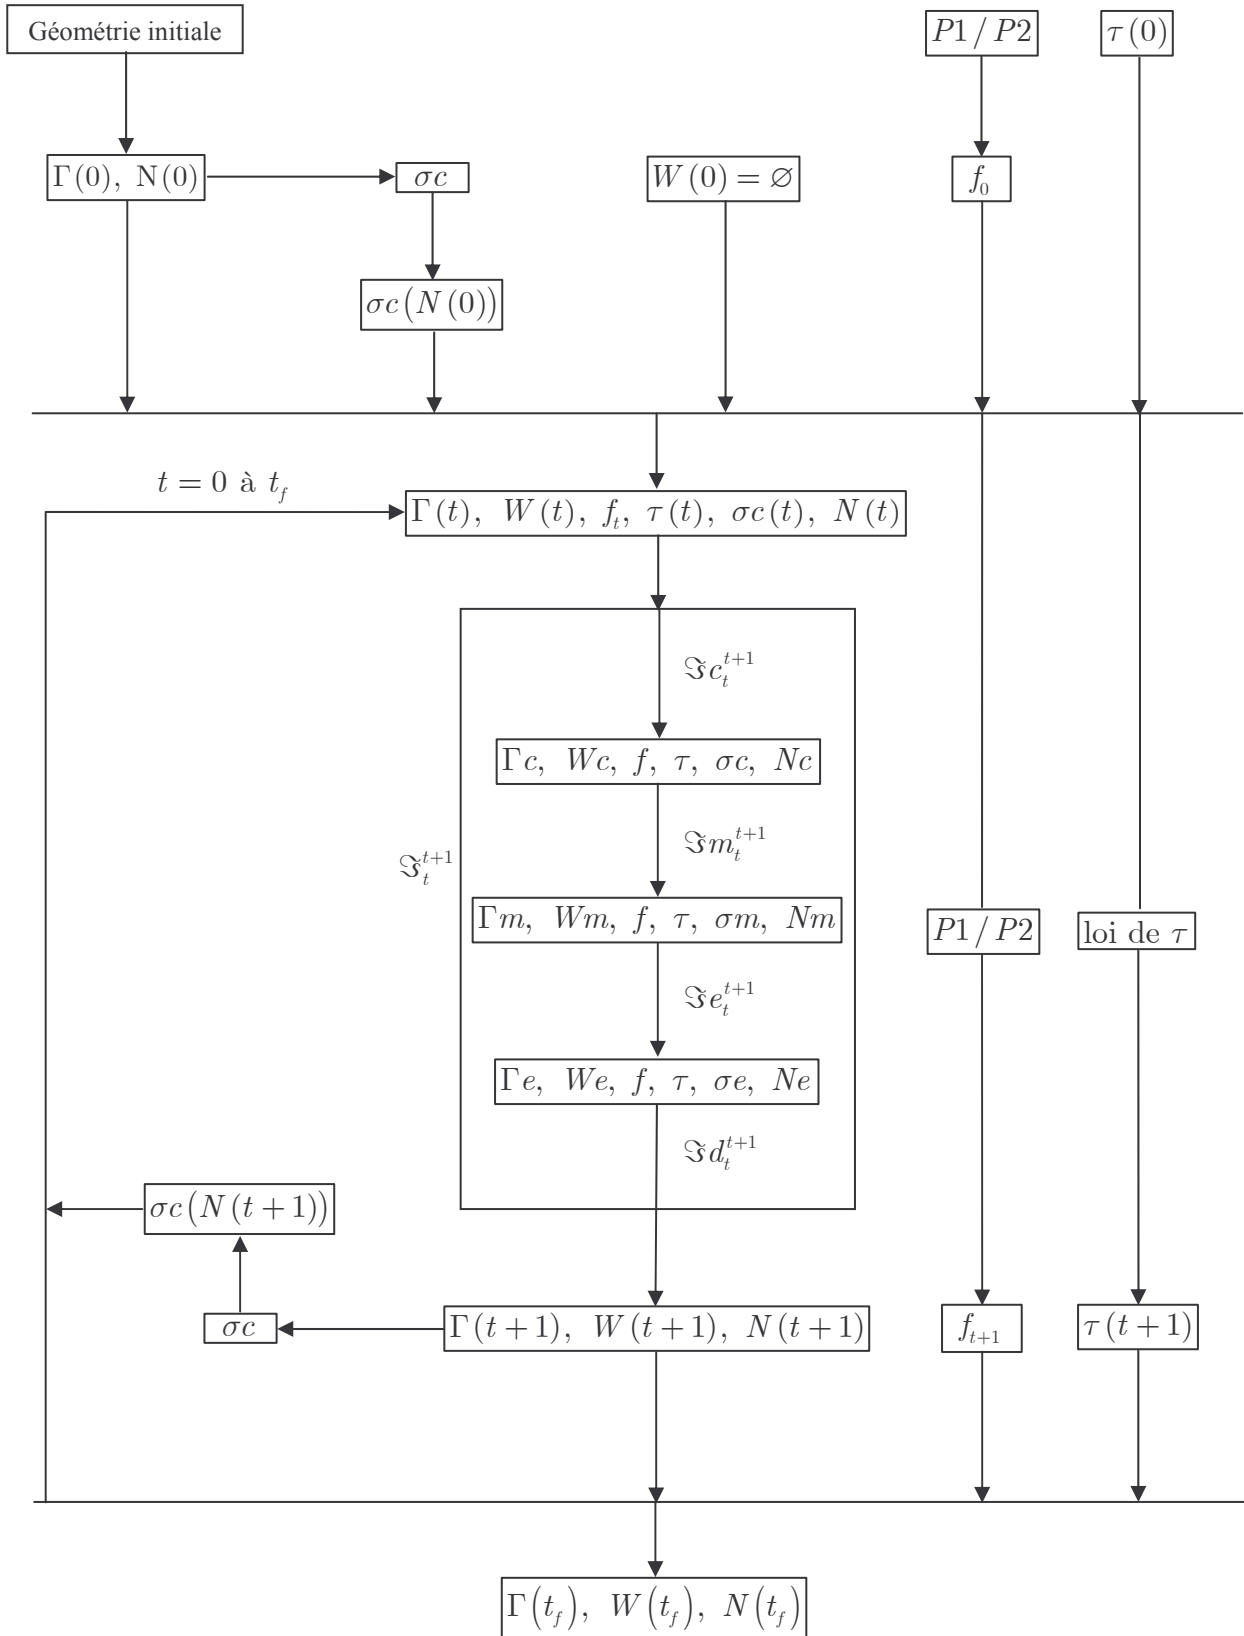 Géométrie initiale
P1 / P2
τ(0)
Γ(0), N(0)
σc
W(0) = ∅
f₀
σc(N(0))
t = 0 à t_f
Γ(t), W(t), f_t, τ(t), σc(t), N(t)
ℑc_t^{t+1}
Γc, Wc, f, τ, σc, Nc
ℑm_t^{t+1}
ℑ_t^{t+1}
Γm, Wm, f, τ, σm, Nm
P1 / P2
loi de τ
ℑe_t^{t+1}
Γe, We, f, τ, σe, Ne
ℑd_t^{t+1}
σc(N(t+1))
σc
Γ(t+1), W(t+1), N(t+1)
f_{t+1}
τ(t+1)
Γ(t_f), W(t_f), N(t_f)